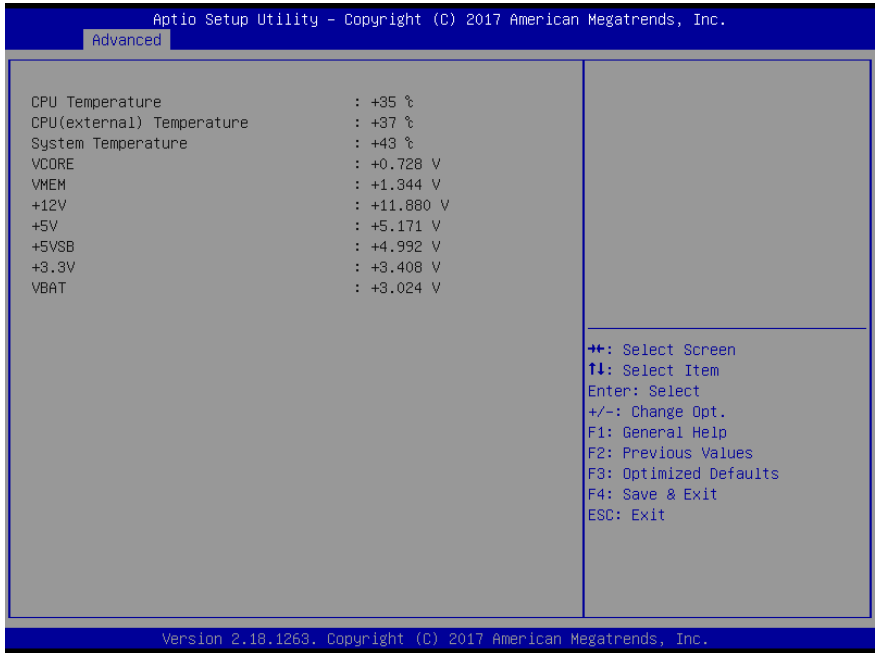 Aptio Setup Utility – Copyright (C) 2017 American Megatrends, Inc.
Advanced
CPU Temperature : +35 ℃
CPU(external) Temperature : +37 ℃
System Temperature : +43 ℃
VCORE : +0.728 V
VMEM : +1.344 V
+12V : +11.880 V
+5V : +5.171 V
+5VSB : +4.992 V
+3.3V : +3.408 V
VBAT : +3.024 V
→←: Select Screen
↑↓: Select Item
Enter: Select
+/-: Change Opt.
F1: General Help
F2: Previous Values
F3: Optimized Defaults
F4: Save & Exit
ESC: Exit
Version 2.18.1263. Copyright (C) 2017 American Megatrends, Inc.